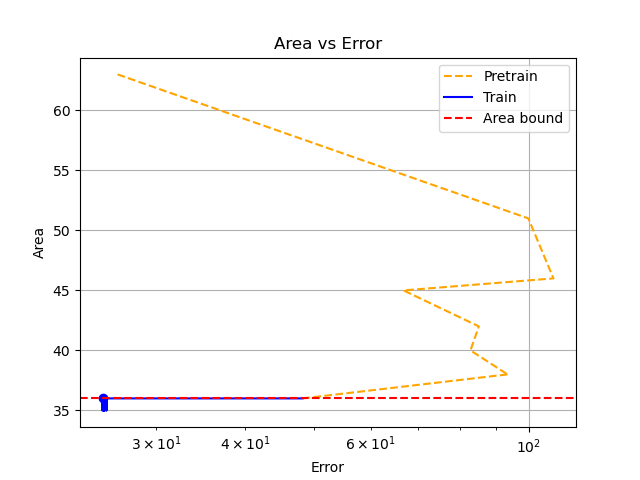 Area vs Error
Pretrain
Train
Area bound
60
55
50
45
40
35
Area
3 × 10¹
4 × 10¹
6 × 10¹
10²
Error